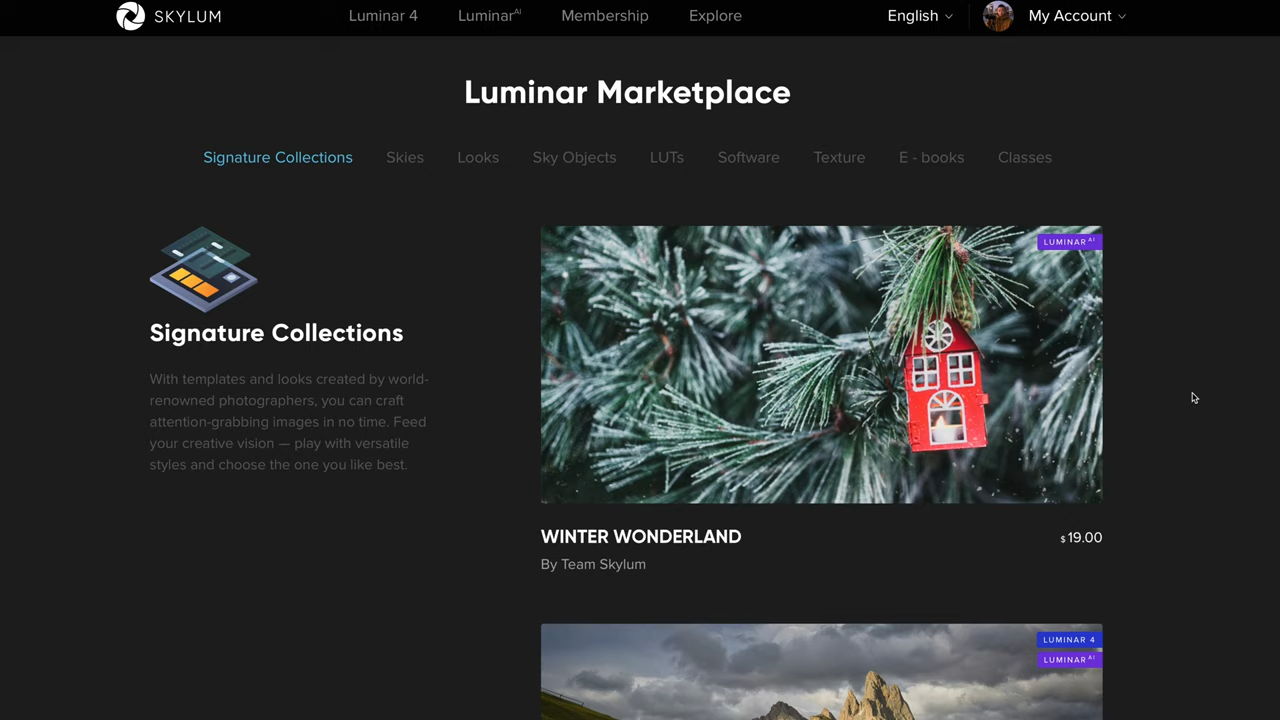 SKYLUM Luminar 4 LuminarAI Membership Explore English My Account
Luminar Marketplace
Signature Collections Skies Looks Sky Objects LUTs Software Texture E - books Classes
Signature Collections
With templates and looks created by world-
renowned photographers, you can craft
attention-grabbing images in no time. Feed
your creative vision — play with versatile
styles and choose the one you like best.
LUMINAR AI
WINTER WONDERLAND $ 19.00
By Team Skylum
LUMINAR 4
LUMINAR AI